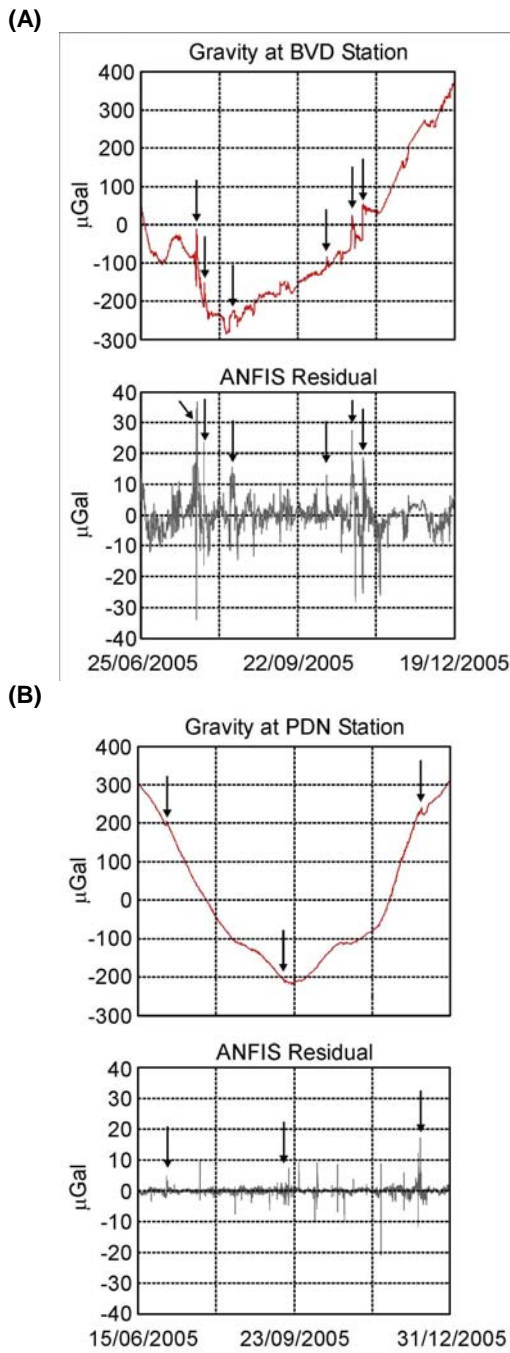 (A)
Gravity at BVD Station
400
300
200
100
0
-100
-200
-300
μGal
ANFIS Residual
40
30
20
10
0
-10
-20
-30
-40
μGal
25/06/2005 22/09/2005 19/12/2005
(B)
Gravity at PDN Station
400
300
200
100
0
-100
-200
-300
μGal
ANFIS Residual
40
30
20
10
0
-10
-20
-30
-40
μGal
15/06/2005 23/09/2005 31/12/2005